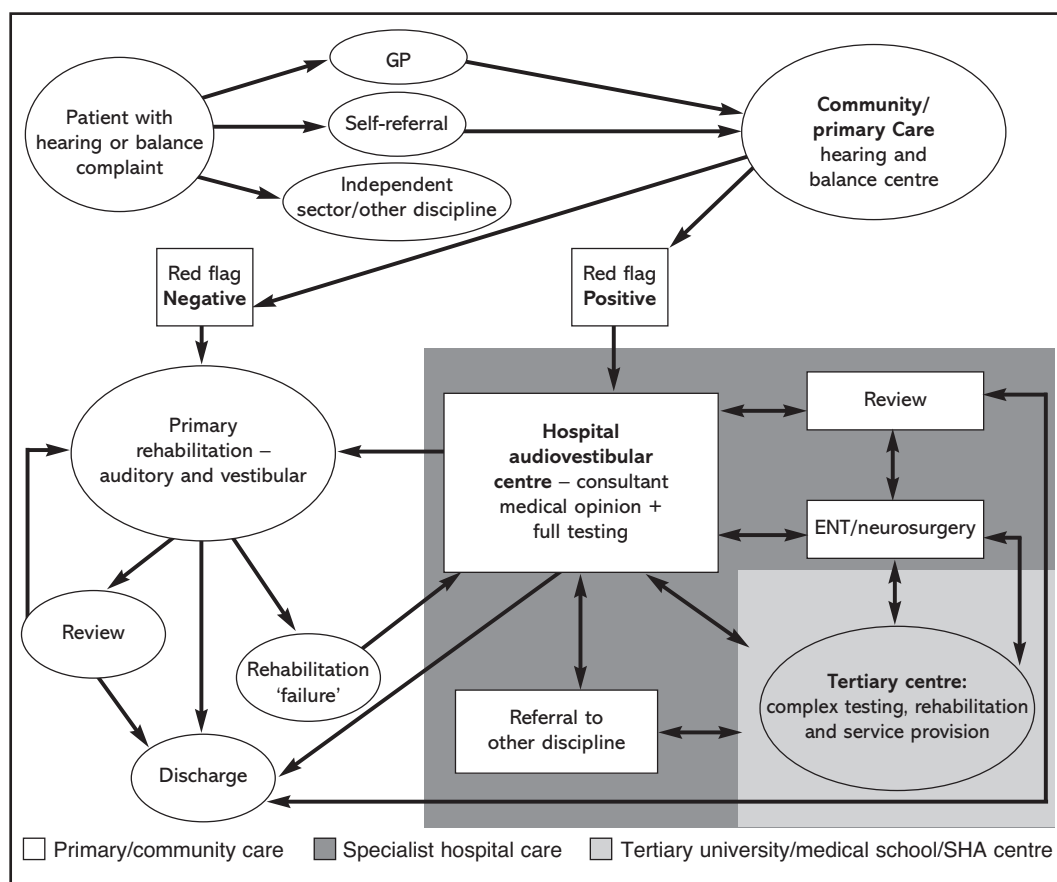 Patient with
hearing or balance
complaint
GP
Self-referral
Independent
sector/other discipline
Community/
primary Care
hearing and
balance centre
Red flag
Negative
Red flag
Positive
Primary
rehabilitation –
auditory and vestibular
Hospital
audiovestibular
centre – consultant
medical opinion +
full testing
Review
ENT/neurosurgery
Review
Rehabilitation
‘failure’
Discharge
Referral to
other discipline
Tertiary centre:
complex testing, rehabilitation
and service provision
Primary/community care
Specialist hospital care
Tertiary university/medical school/SHA centre